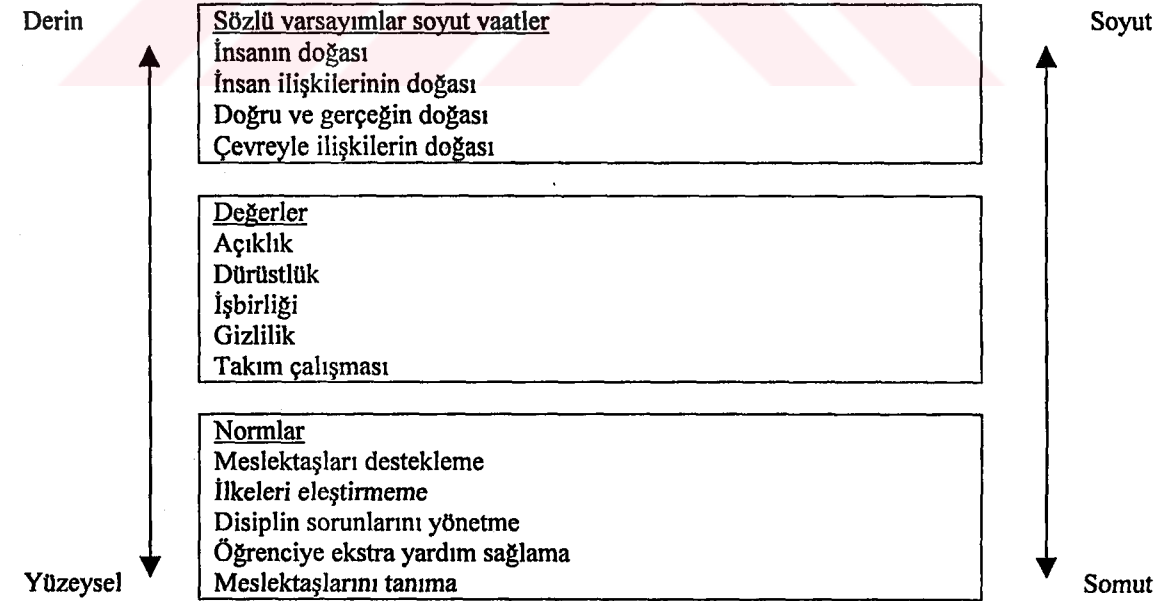 Derin
Soyut
Sözlü varsayımlar soyut vaatler
İnsanın doğası
İnsan ilişkilerinin doğası
Doğru ve gerçeğin doğası
Çevreyle ilişkilerin doğası
Değerler
Açıklık
Dürüstlük
İşbirliği
Gizlilik
Takım çalışması
Normlar
Meslektaşları destekleme
İlkeleri eleştirmeme
Disiplin sorunlarını yönetme
Öğrenciye ekstra yardım sağlama
Meslektaşlarını tanıma
Yüzeysel
Somut